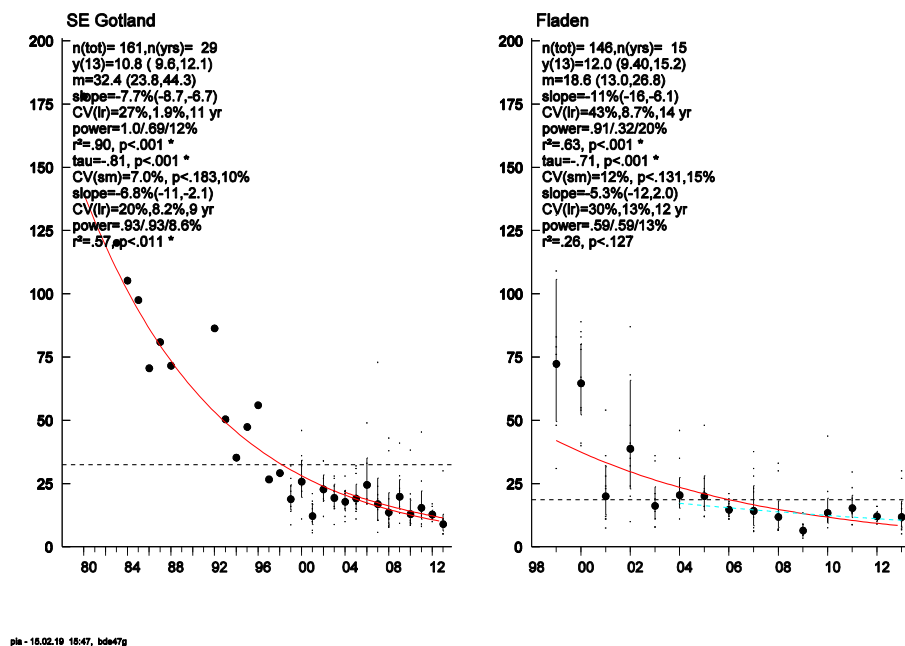 SE Gotland
n(tot)= 161,n(yrs)= 29
y(13)=10.8 ( 9.6,12.1)
m=32.4 (23.8,44.3)
slope=-7.7%(-8.7,-6.7)
CV(lr)=27%,1.9%,11 yr
power=1.0/.69/12%
r²=.90, p<.001 *
tau=-.81, p<.001 *
CV(sm)=7.0%, p<.183,10%
slope=-6.8%(-11,-2.1)
CV(lr)=20%,8.2%,9 yr
power=.93/.93/8.6%
r²=.57, p<.011 *
200
175
150
125
100
75
50
25
0
80 84 88 92 96 00 04 08 12
Fladen
n(tot)= 146,n(yrs)= 15
y(13)=12.0 (9.40,15.2)
m=18.6 (13.0,26.8)
slope=-11%(-16,-6.1)
CV(lr)=43%,8.7%,14 yr
power=.91/.32/20%
r²=.63, p<.001 *
tau=-.71, p<.001 *
CV(sm)=12%, p<.131,15%
slope=-5.3%(-12,2.0)
CV(lr)=30%,13%,12 yr
power=.59/.59/13%
r²=.26, p<.127
200
175
150
125
100
75
50
25
0
98 00 02 04 06 08 10 12
pia - 15.02.19 15:47, bde47g